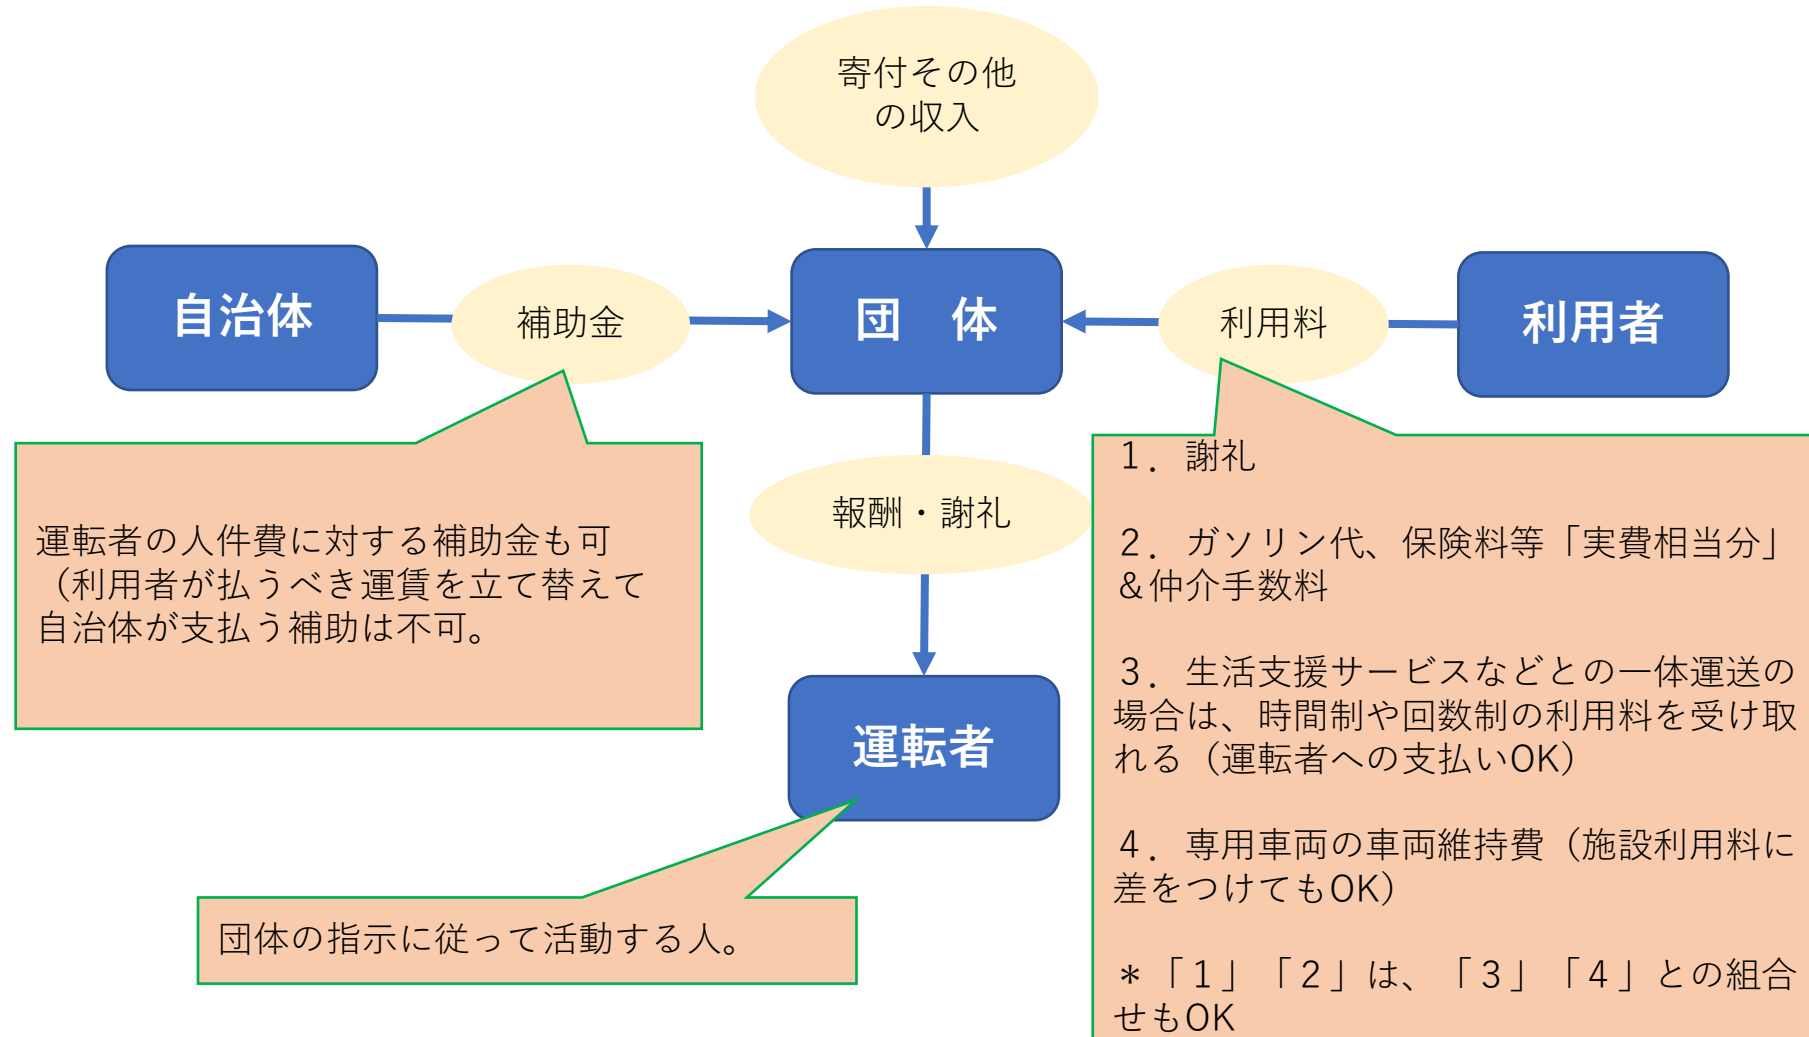 寄付その他
の収入
自治体
補助金
団　体
利用料
利用者
運転者の人件費に対する補助金も可
（利用者が払うべき運賃を立て替えて
自治体が支払う補助は不可。
報酬・謝礼
運転者
団体の指示に従って活動する人。
１．謝礼
２．ガソリン代、保険料等「実費相当分」
＆仲介手数料
３．生活支援サービスなどとの一体運送の
場合は、時間制や回数制の利用料を受け取
れる（運転者への支払いOK）
４．専用車両の車両維持費（施設利用料に
差をつけてもOK）
＊「１」「２」は、「３」「４」との組合
せもOK